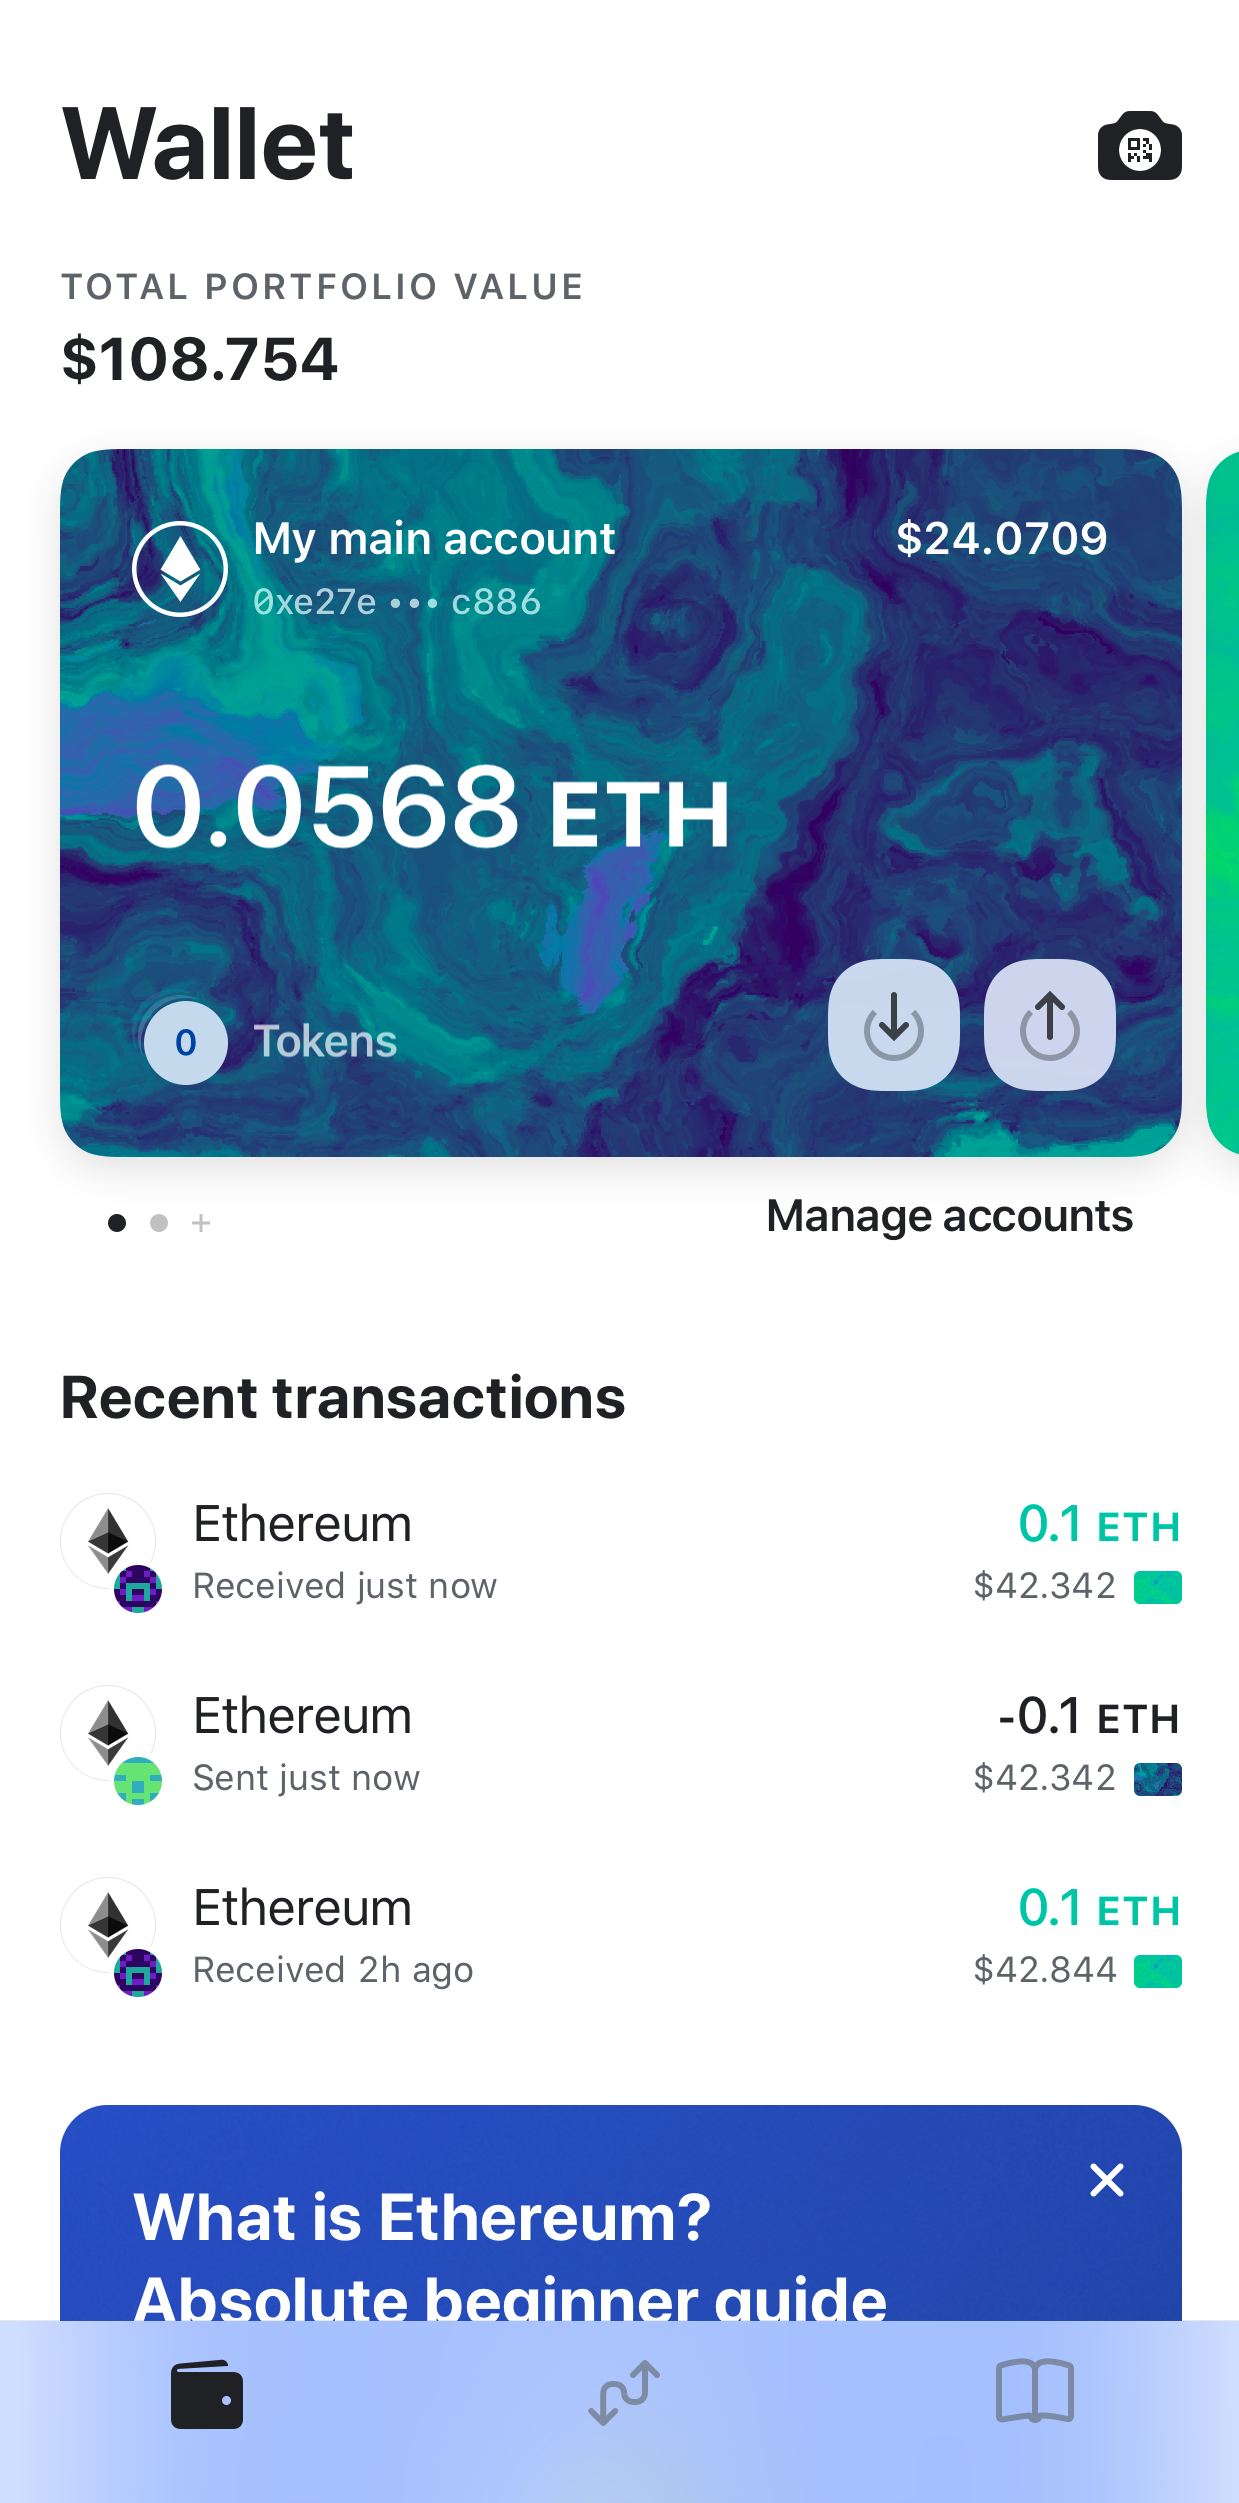 Wallet
TOTAL PORTFOLIO VALUE
$108.754
My main account
$24.0709
0xe27e ••• c886
0.0568 ETH
0
Tokens
Manage accounts
Recent transactions
Ethereum
0.1 ETH
Received just now
$42.342
Ethereum
-0.1 ETH
Sent just now
$42.342
Ethereum
0.1 ETH
Received 2h ago
$42.844
What is Ethereum?
Absolute beginner guide